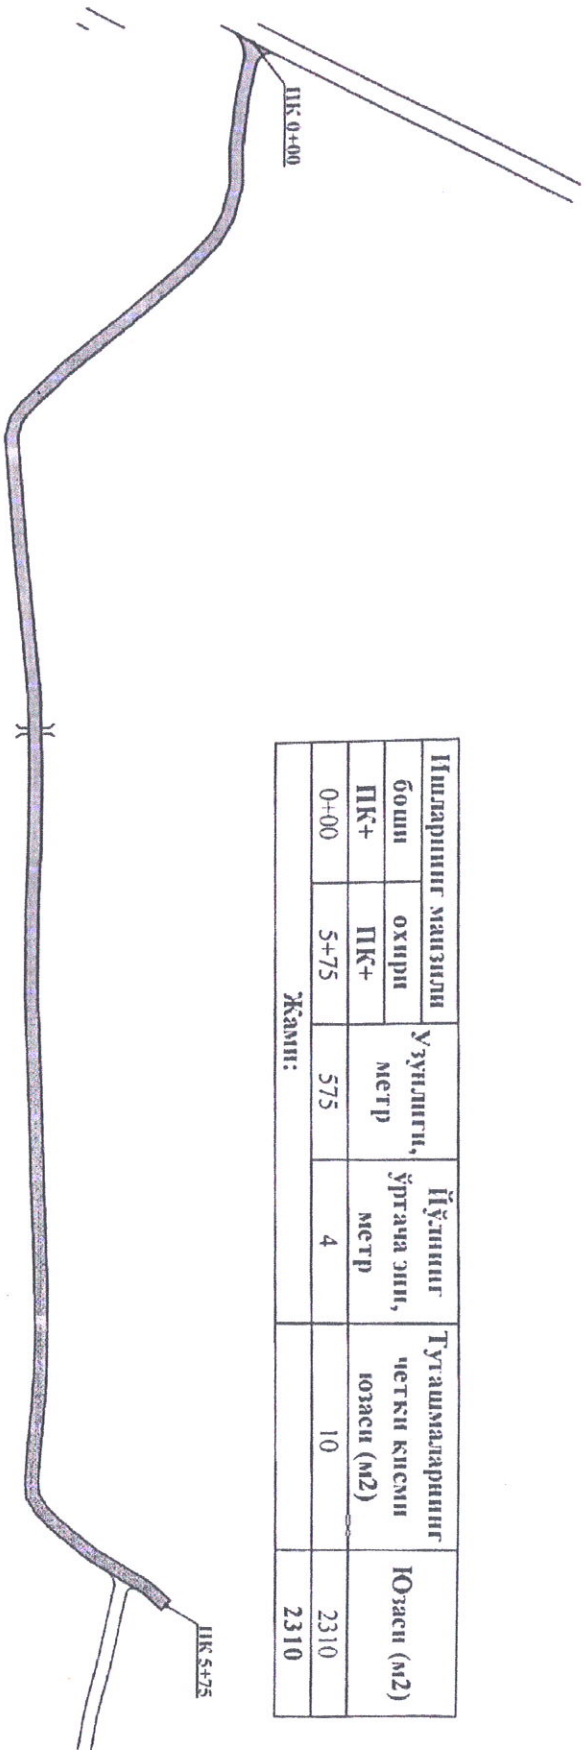 ПК 0+00
Ишларнинг манзили
боши
охири
ПК+
ПК+
Узунлиги,
метр
Йўлнинг
ўртача эни,
метр
Туташмаларнинг
четки қисми
юзаси (м2)
Юзаси (м2)
0+00
5+75
575
4
10
2310
Жами:
2310
ПК 5+75